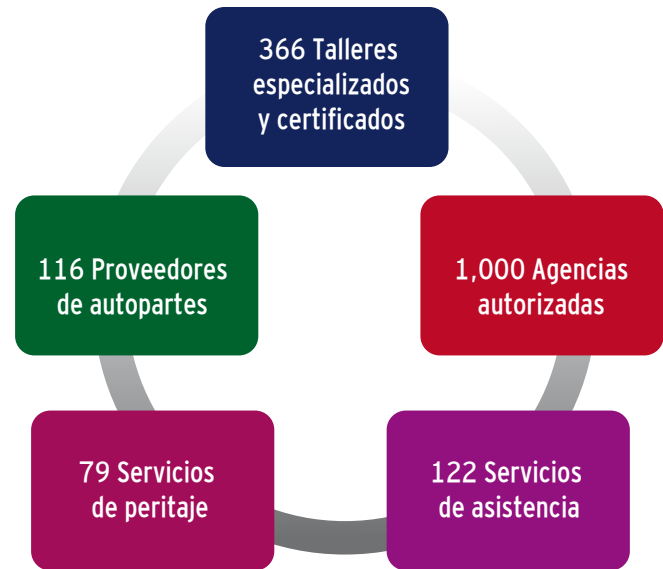 366 Talleres
especializados
y certificados
116 Proveedores
de autopartes
1,000 Agencias
autorizadas
79 Servicios
de peritaje
122 Servicios
de asistencia